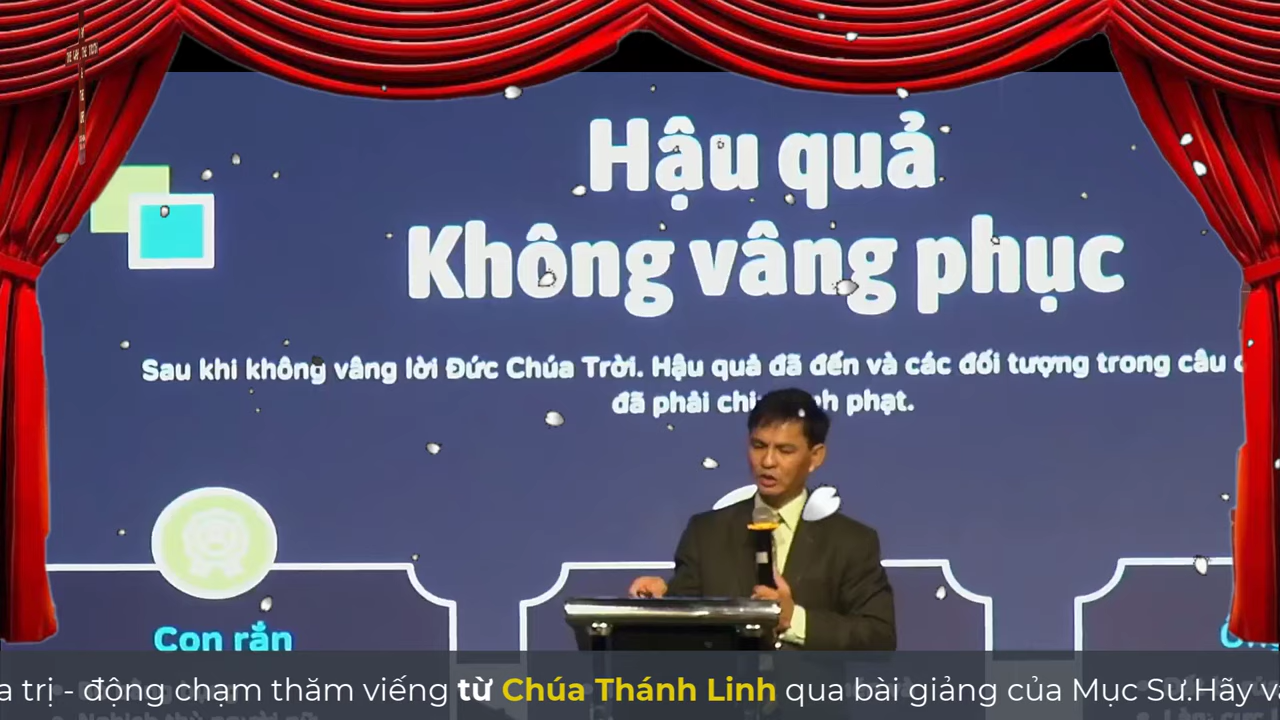 Hậu quả
Không vâng phục
Sau khi không vâng lời Đức Chúa Trời. Hậu quả đã đến và các đối tượng trong câu
đã phải phạt.
Con rắn
trị - động chạm thăm viếng từ Chúa Thánh Linh qua bài giảng của Mục Sư.Hãy